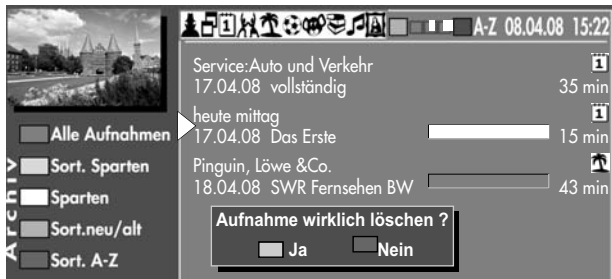 A-Z 08.04.08 15:22
Service:Auto und Verkehr
17.04.08 vollständig 35 min
heute mittag
17.04.08 Das Erste 15 min
Pinguin, Löwe &Co.
18.04.08 SWR Fernsehen BW 43 min
Archiv
Alle Aufnahmen
Sort. Sparten
Sparten
Sort.neu/alt
Sort. A-Z
Aufnahme wirklich löschen ?
Ja Nein